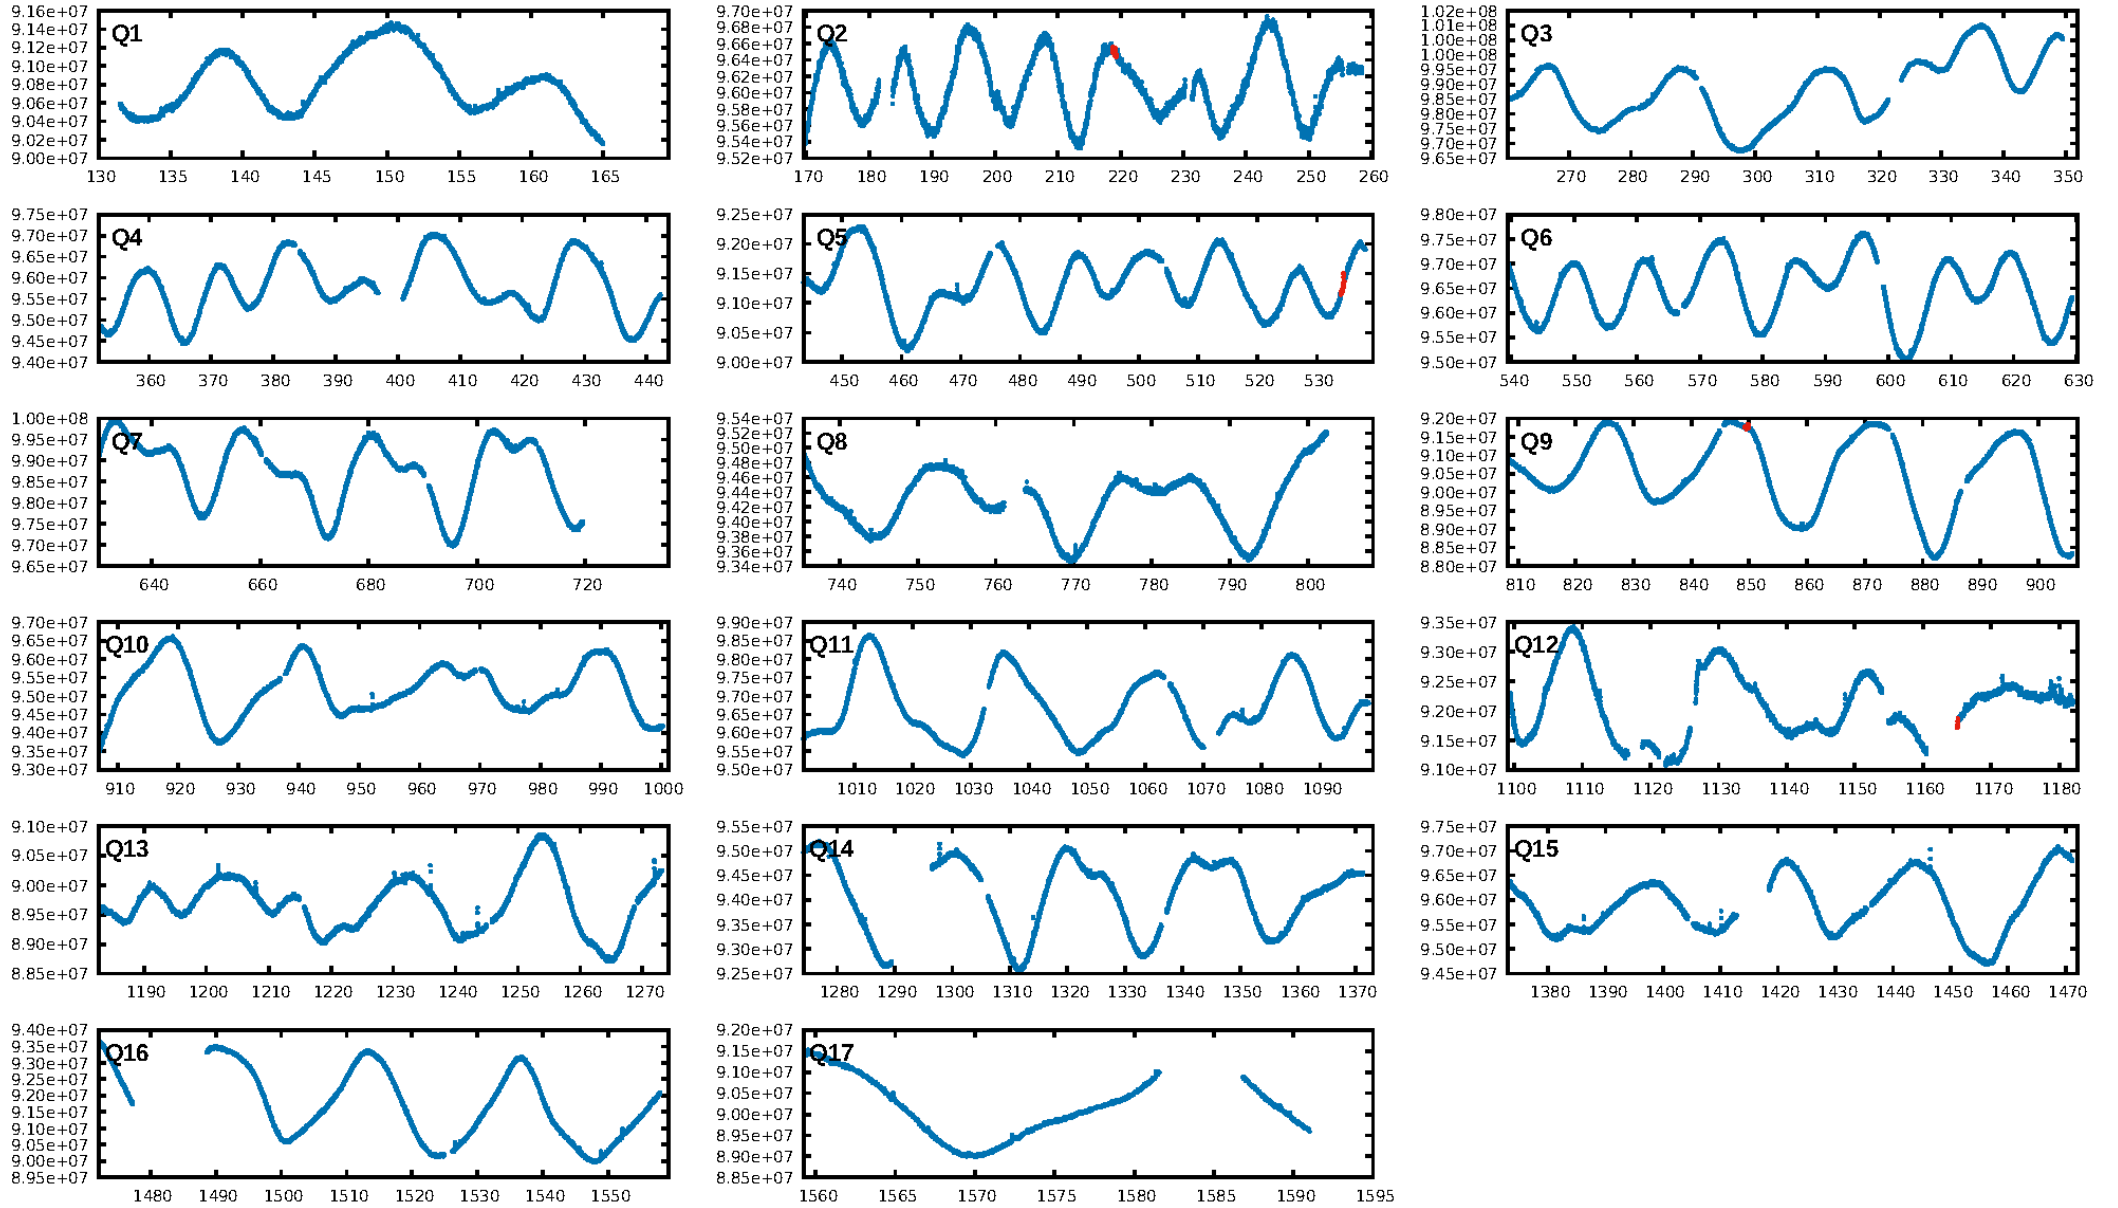 Q1
9.16e+07
9.14e+07
9.12e+07
9.10e+07
9.08e+07
9.06e+07
9.04e+07
9.02e+07
9.00e+07
130 135 140 145 150 155 160 165
Q2
9.70e+07
9.68e+07
9.66e+07
9.64e+07
9.62e+07
9.60e+07
9.58e+07
9.56e+07
9.54e+07
9.52e+07
170 180 190 200 210 220 230 240 250 260
Q3
1.02e+08
1.01e+08
1.01e+08
1.00e+08
9.95e+07
9.90e+07
9.85e+07
9.80e+07
9.75e+07
9.70e+07
9.65e+07
270 280 290 300 310 320 330 340 350
Q4
9.75e+07
9.70e+07
9.65e+07
9.60e+07
9.55e+07
9.50e+07
9.45e+07
9.40e+07
360 370 380 390 400 410 420 430 440
Q5
9.25e+07
9.20e+07
9.15e+07
9.10e+07
9.05e+07
9.00e+07
450 460 470 480 490 500 510 520 530
Q6
9.80e+07
9.75e+07
9.70e+07
9.65e+07
9.60e+07
9.55e+07
9.50e+07
540 550 560 570 580 590 600 610 620 630
Q7
1.00e+08
9.95e+07
9.90e+07
9.85e+07
9.80e+07
9.75e+07
9.70e+07
9.65e+07
640 660 680 700 720
Q8
9.54e+07
9.52e+07
9.50e+07
9.48e+07
9.46e+07
9.44e+07
9.42e+07
9.40e+07
9.38e+07
9.36e+07
9.34e+07
740 750 760 770 780 790 800
Q9
9.20e+07
9.15e+07
9.10e+07
9.05e+07
9.00e+07
8.95e+07
8.90e+07
8.85e+07
8.80e+07
810 820 830 840 850 860 870 880 890 900
Q10
9.70e+07
9.65e+07
9.60e+07
9.55e+07
9.50e+07
9.45e+07
9.40e+07
9.35e+07
9.30e+07
910 920 930 940 950 960 970 980 990 1000
Q11
9.90e+07
9.85e+07
9.80e+07
9.75e+07
9.70e+07
9.65e+07
9.60e+07
9.55e+07
9.50e+07
1010 1020 1030 1040 1050 1060 1070 1080 1090
Q12
9.35e+07
9.30e+07
9.25e+07
9.20e+07
9.15e+07
9.10e+07
1100 1110 1120 1130 1140 1150 1160 1170 1180
Q13
9.10e+07
9.05e+07
9.00e+07
8.95e+07
8.90e+07
8.85e+07
1190 1200 1210 1220 1230 1240 1250 1260 1270
Q14
9.55e+07
9.50e+07
9.45e+07
9.40e+07
9.35e+07
9.30e+07
9.25e+07
1280 1290 1300 1310 1320 1330 1340 1350 1360 1370
Q15
9.75e+07
9.70e+07
9.65e+07
9.60e+07
9.55e+07
9.50e+07
9.45e+07
1380 1390 1400 1410 1420 1430 1440 1450 1460 1470
Q16
9.40e+07
9.35e+07
9.30e+07
9.25e+07
9.20e+07
9.15e+07
9.10e+07
9.05e+07
9.00e+07
8.95e+07
1480 1490 1500 1510 1520 1530 1540 1550
Q17
9.20e+07
9.15e+07
9.10e+07
9.05e+07
9.00e+07
8.95e+07
8.90e+07
8.85e+07
1560 1565 1570 1575 1580 1585 1590 1595